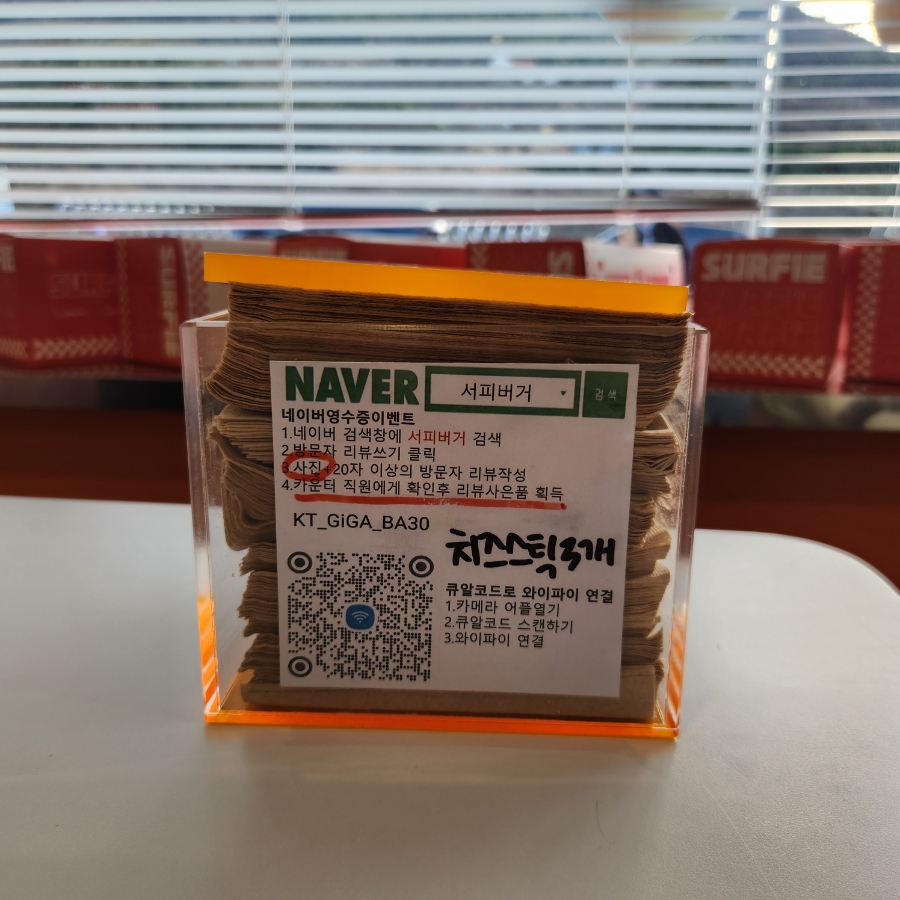 SURFIE
NAVER 서피버거 검색
네이버영수증이벤트
1.네이버 검색창에 서피버거 검색
2.방문자 리뷰쓰기 클릭
3.사진+20자 이상의 방문자 리뷰작성
4.카운터 직원에게 확인후 리뷰사은품 획득
KT_GiGA_BA30
치즈스틱3개
큐알코드로 와이파이 연결
1.카메라 어플열기
2.큐알코드 스캔하기
3.와이파이 연결